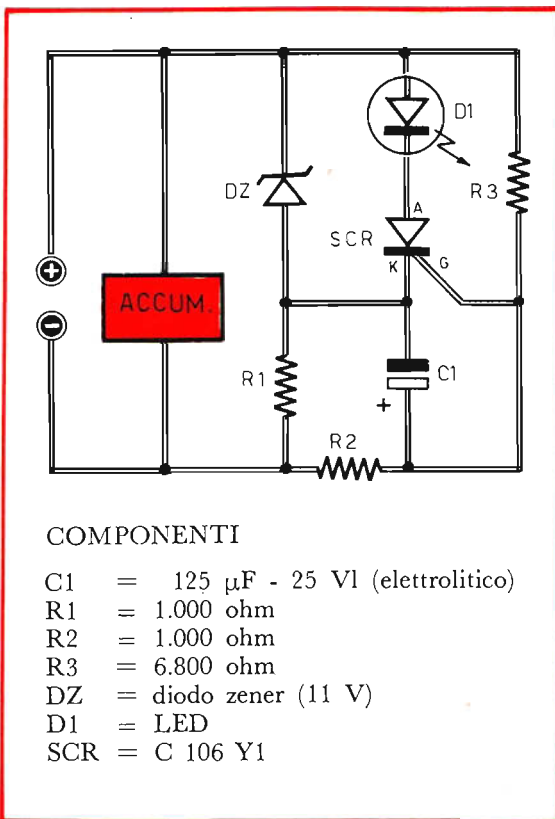 D1
DZ
R3
A
SCR
K
G
+
ACCUM.
-
R1
C1
+
R2
COMPONENTI
C1 = 125 µF - 25 Vl (elettrolitico)
R1 = 1.000 ohm
R2 = 1.000 ohm
R3 = 6.800 ohm
DZ = diodo zener (11 V)
D1 = LED
SCR = C 106 Y1